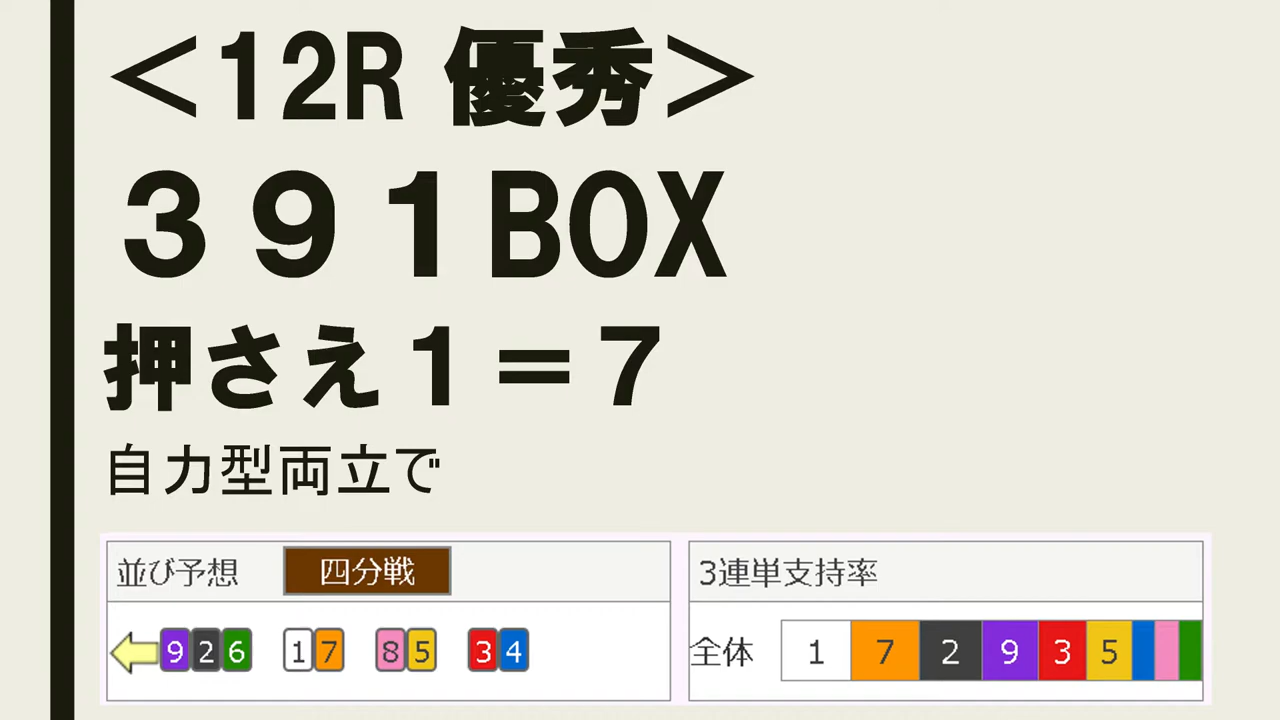 ＜12R 優秀＞
３９１BOX
押さえ１＝７
自力型両立で
並び予想 四分戦
9 2 6 1 7 8 5 3 4
3連単支持率
全体 1 7 2 9 3 5